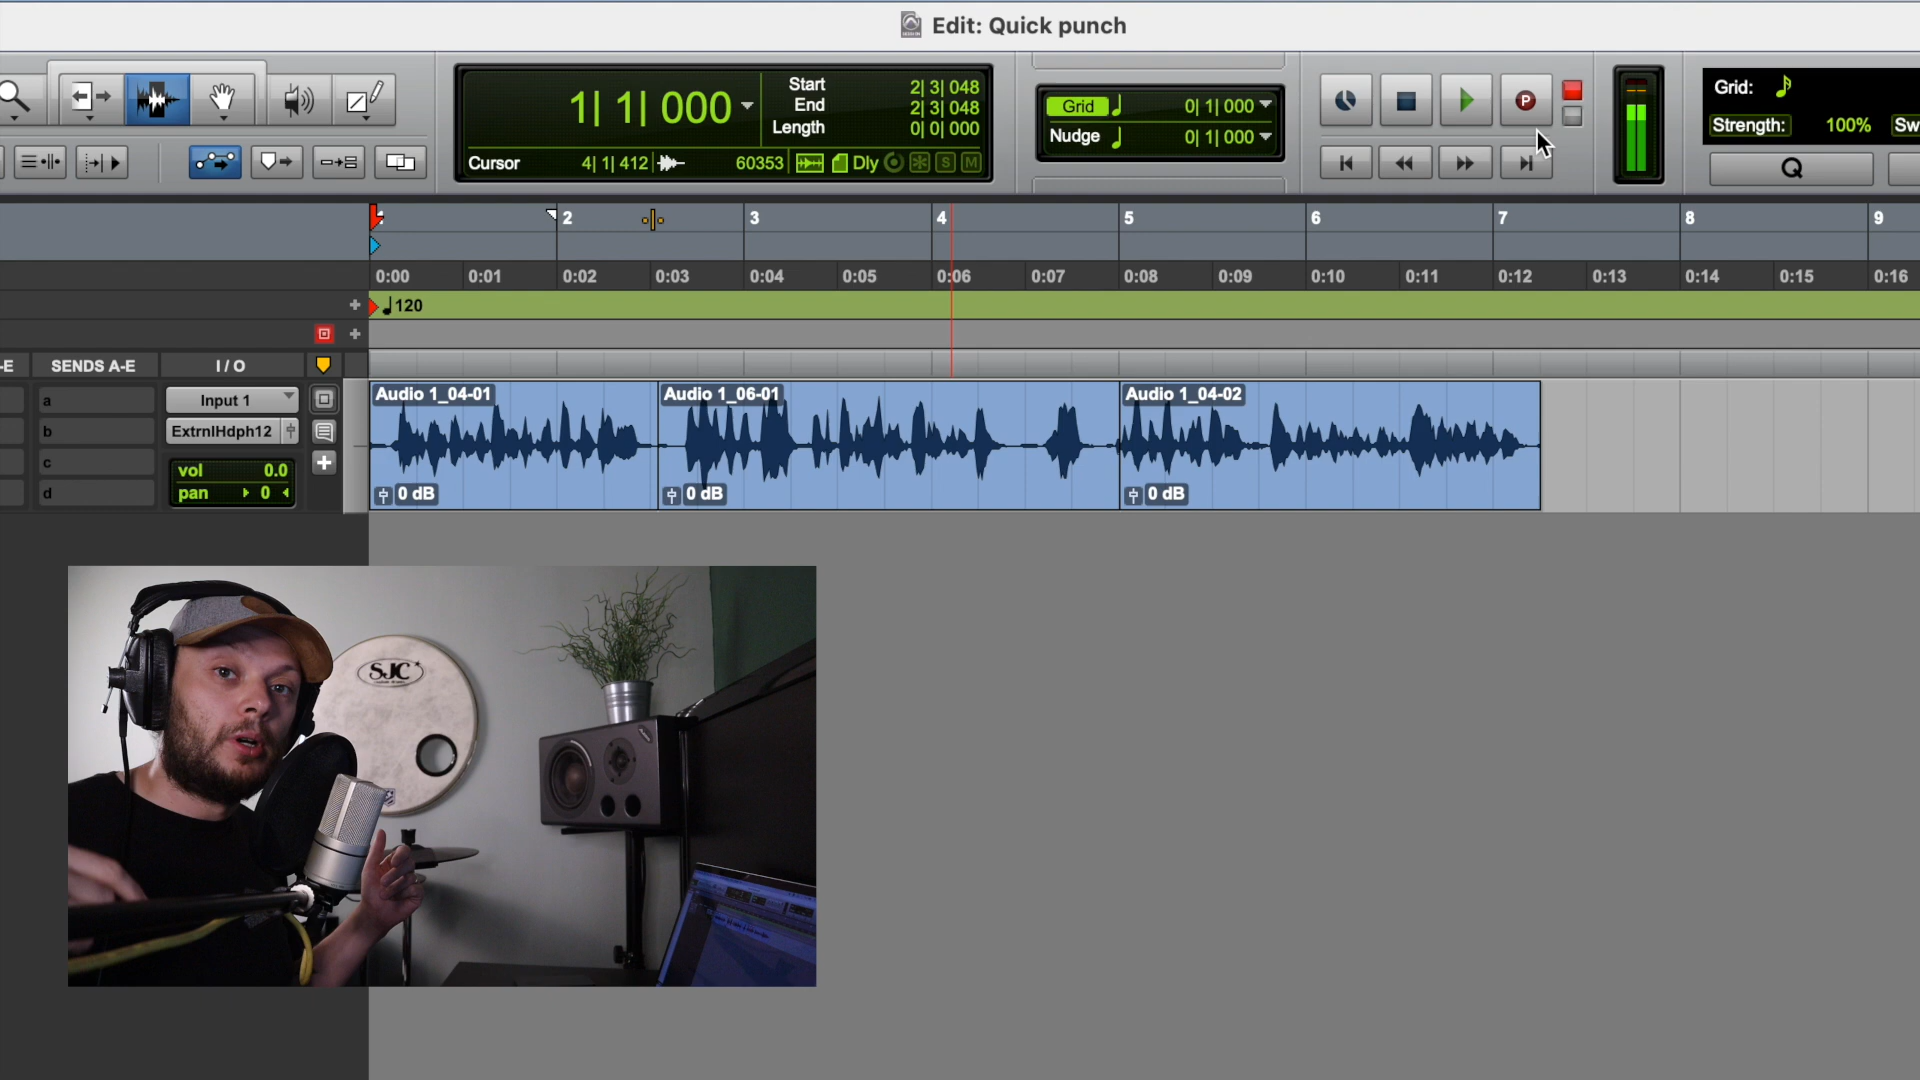 Edit: Quick punch
1| 1| 000
Start 2| 3| 048
End 2| 3| 048
Length 0| 0| 000
Cursor 4| 1| 412 60353 Dly S M
Grid 0| 1| 000
Nudge 0| 1| 000
P
Grid:
Strength: 100% Sw
Q
2 3 4 5 6 7 8 9
0:00 0:01 0:02 0:03 0:04 0:05 0:06 0:07 0:08 0:09 0:10 0:11 0:12 0:13 0:14 0:15 0:16
120
-E SENDS A-E I / O
a Input 1
b ExtrnlHdph12
c
d
vol 0.0
pan 0
Audio 1_04-01 Audio 1_06-01 Audio 1_04-02
0 dB 0 dB 0 dB
SJC